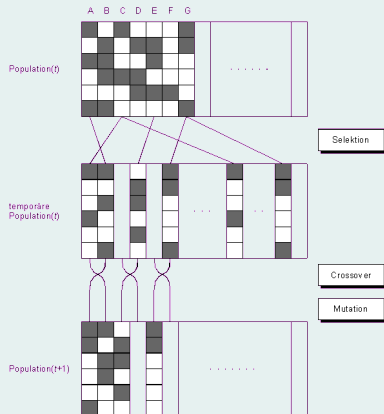 A B C D E F G
Population(t)
Selektion
temporäre
Population(t)
Crossover
Mutation
Population(t+1)